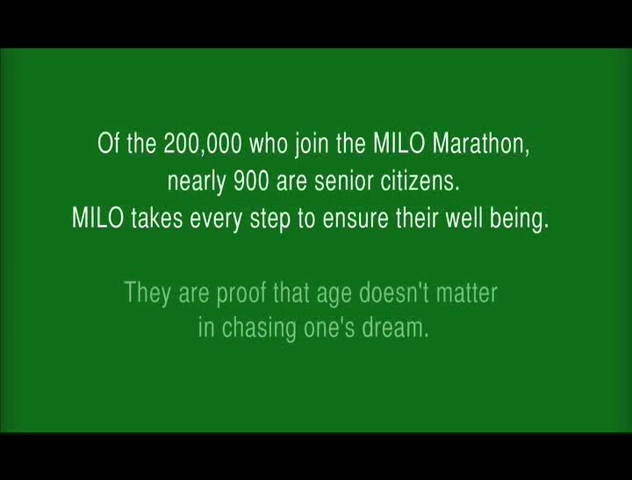 Of the 200,000 who join the MILO Marathon,
nearly 900 are senior citizens.
MILO takes every step to ensure their well being.
They are proof that age doesn't matter
in chasing one's dream.